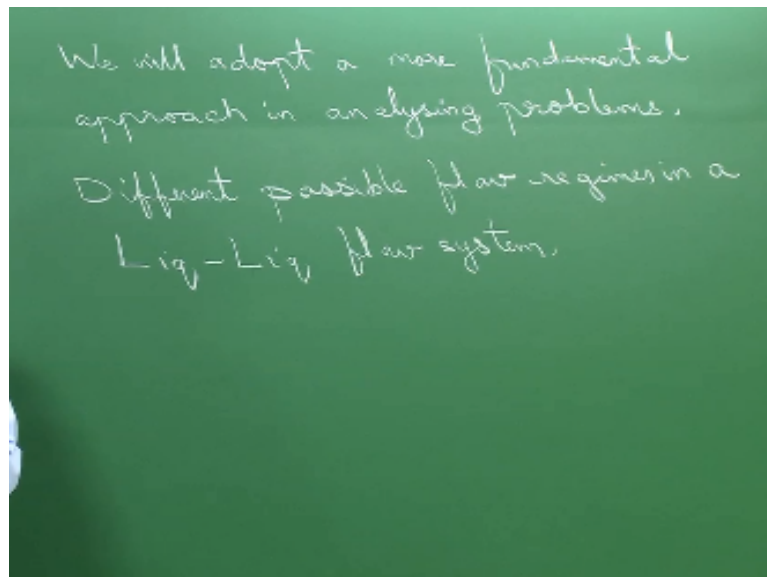 We will adopt a more fundamental
approach in analysing problems.
Different possible flow regimes in a
Liq-Liq flow system.